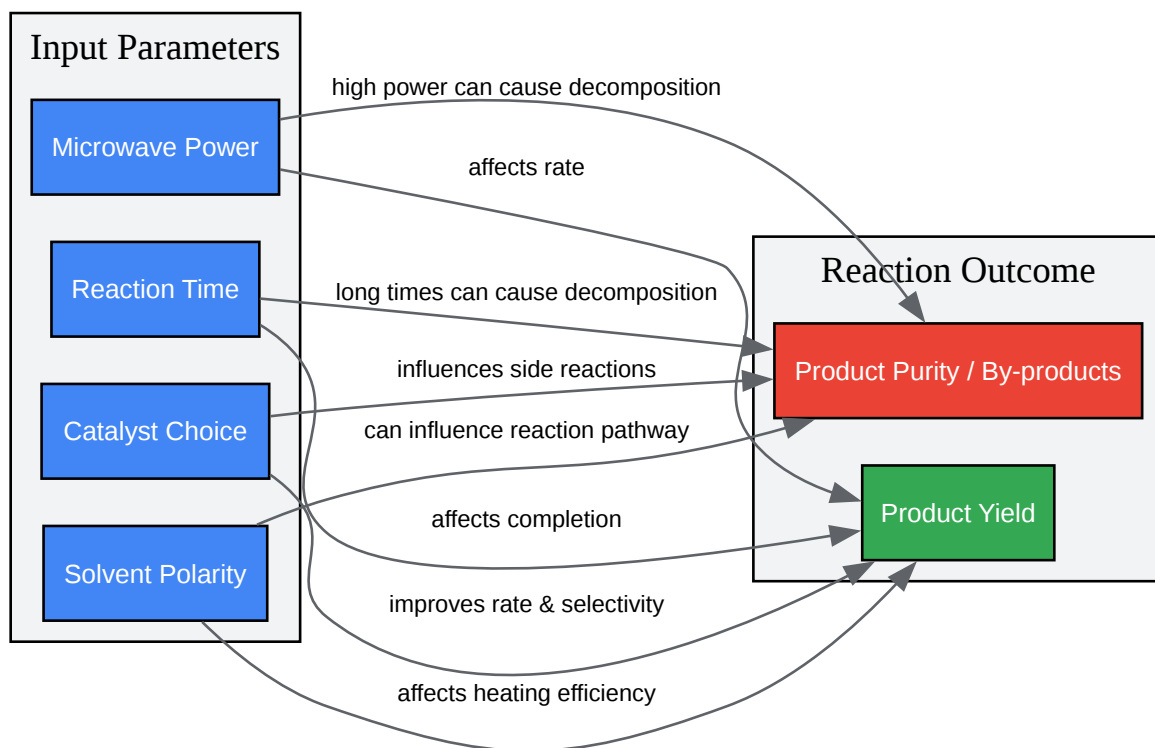 Input Parameters
Microwave Power
Reaction Time
Catalyst Choice
Solvent Polarity
high power can cause decomposition
affects rate
long times can cause decomposition
influences side reactions
can influence reaction pathway
affects completion
improves rate & selectivity
affects heating efficiency
Reaction Outcome
Product Purity / By-products
Product Yield